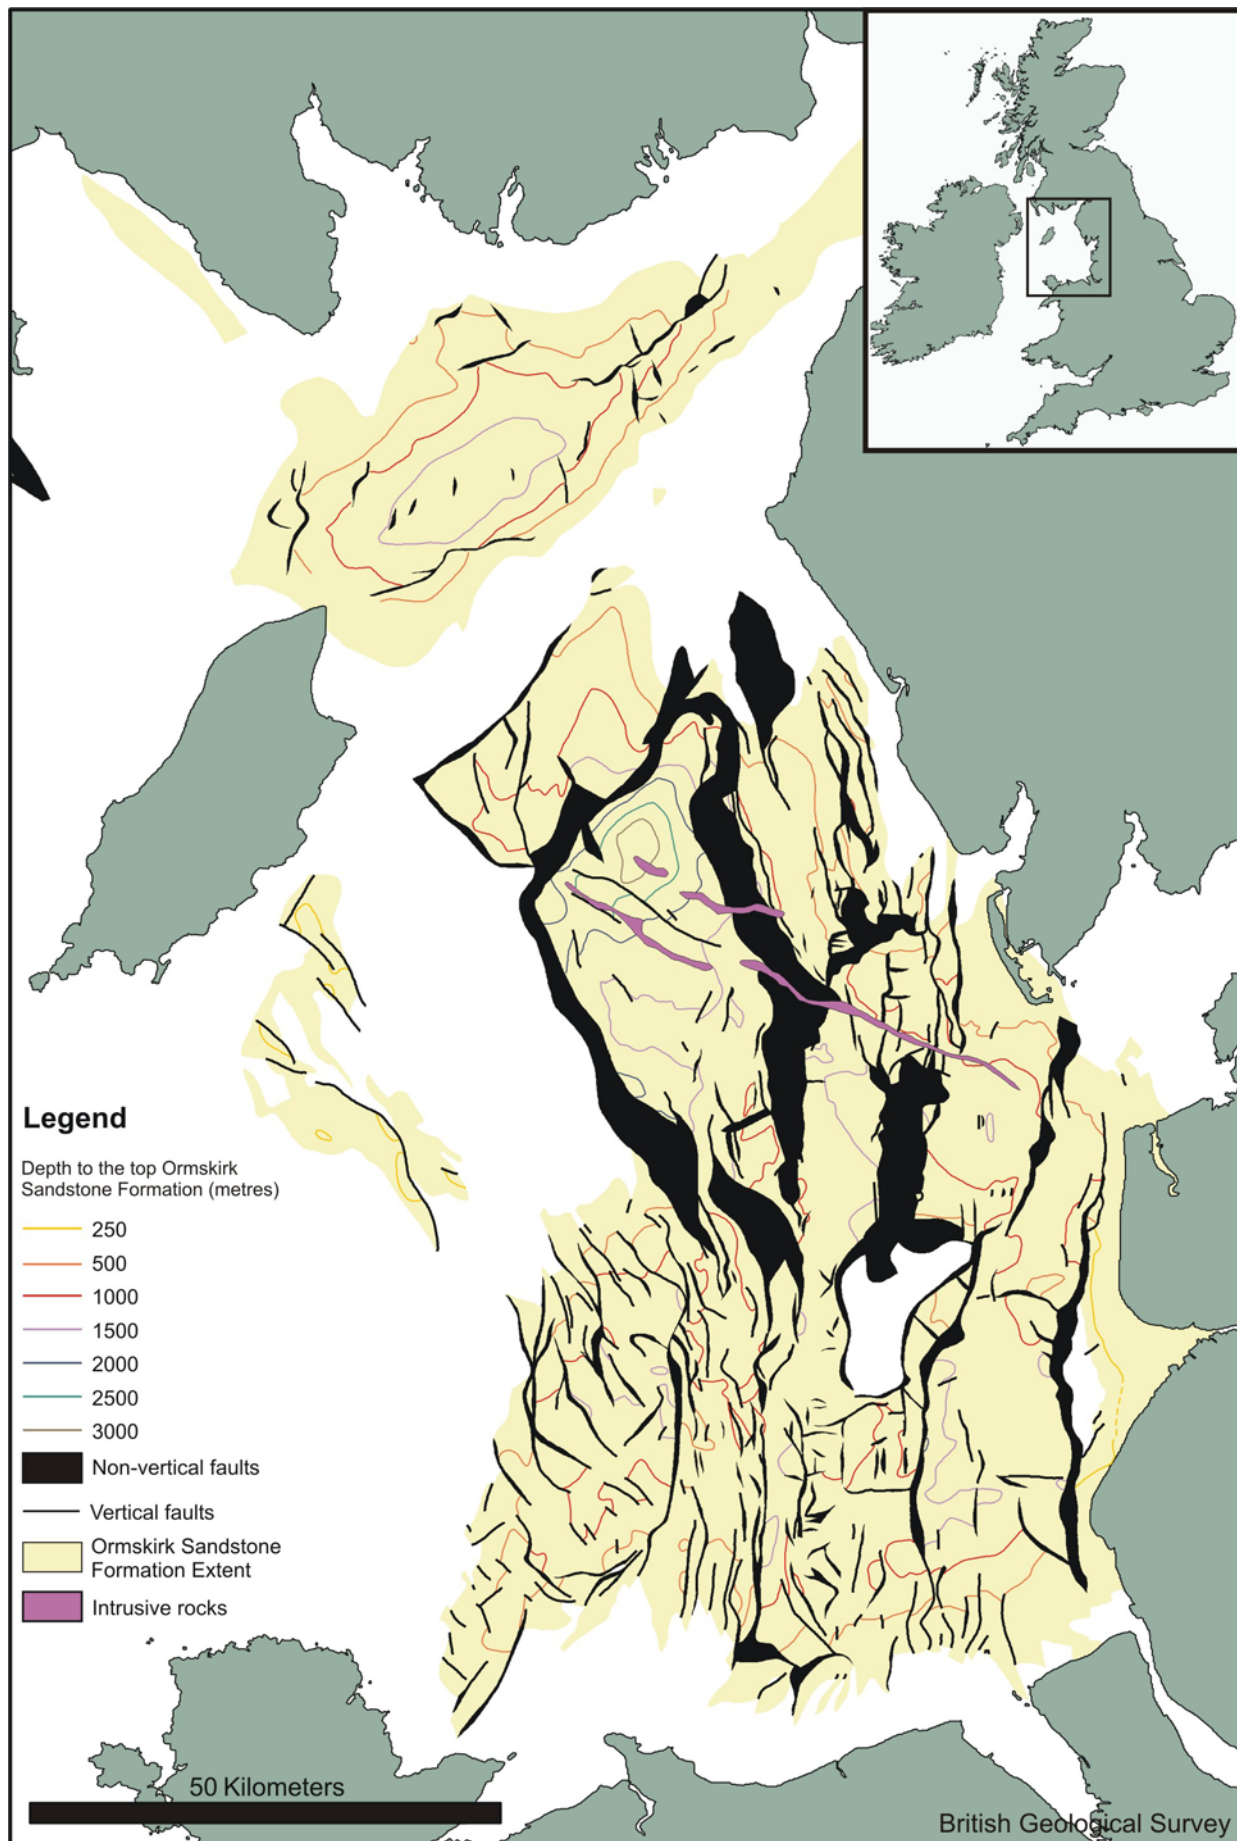 Legend
Depth to the top Ormskirk
Sandstone Formation (metres)
250
500
1000
1500
2000
2500
3000
Non-vertical faults
Vertical faults
Ormskirk Sandstone
Formation Extent
Intrusive rocks
50 Kilometers
British Geological Survey